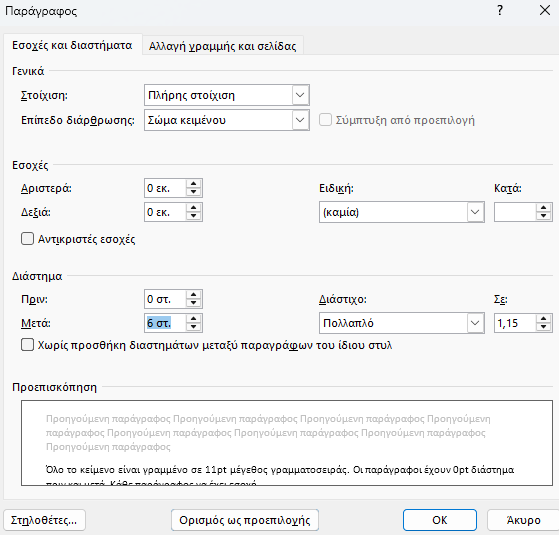 Παράγραφος ? ×
Εσοχές και διαστήματα Αλλαγή γραμμής και σελίδας
Γενικά
Στοίχιση: Πλήρης στοίχιση
Επίπεδο διάρθρωσης: Σώμα κειμένου Σύμπτυξη από προεπιλογή
Εσοχές
Αριστερά: 0 εκ. Ειδική: Κατά:
Δεξιά: 0 εκ. (καμία)
Αντικριστές εσοχές
Διάστημα
Πριν: 0 στ. Διάστιχο: Σε:
Μετά: 6 στ. Πολλαπλό 1,15
Χωρίς προσθήκη διαστημάτων μεταξύ παραγράφων του ίδιου στυλ
Προεπισκόπηση
Προηγούμενη παράγραφος Προηγούμενη παράγραφος Προηγούμενη παράγραφος Προηγούμενη
παράγραφος Προηγούμενη παράγραφος Προηγούμενη παράγραφος Προηγούμενη παράγραφος
Προηγούμενη παράγραφος
Όλο το κείμενο είναι γραμμένο σε 11pt μέγεθος γραμματοσειράς. Οι παράγραφοι έχουν 0pt διάστημα
πριν και μετά. Κάθε παράγραφος να έχει εσοχή
Στηλοθέτες... Ορισμός ως προεπιλογής ΟΚ Άκυρο